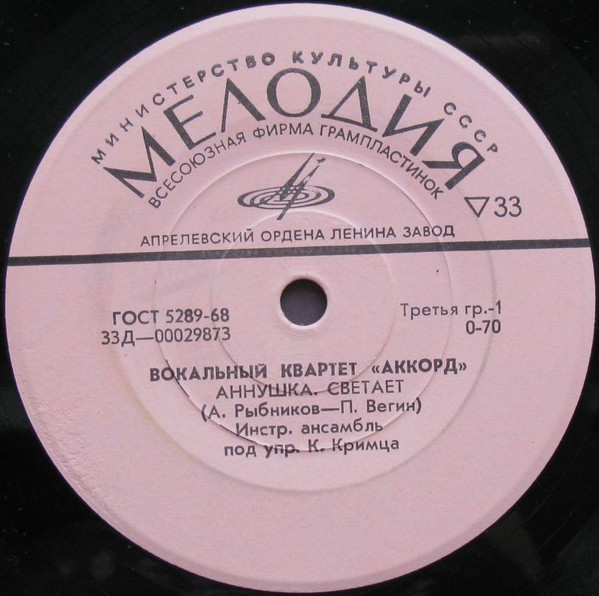 МИНИСТЕРСТВО КУЛЬТУРЫ СССР
МЕЛОДИЯ
ВСЕСОЮЗНАЯ ФИРМА ГРАМПЛАСТИНОК
▽33
АПРЕЛЕВСКИЙ ОРДЕНА ЛЕНИНА ЗАВОД
ГОСТ 5289-68
Третья гр.-1
33Д—00029873
0-70
ВОКАЛЬНЫЙ КВАРТЕТ «АККОРД»
АННУШКА. СВЕТАЕТ
(А. Рыбников—П. Вегин)
Инстр. ансамбль
под упр. К. Кримца